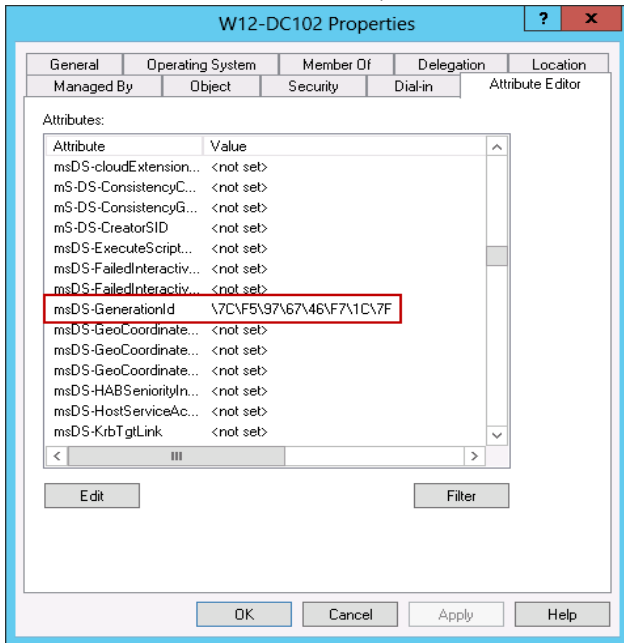 W12-DC102 Properties
? x
General Operating System Member Of Delegation Location
Managed By Object Security Dial-in Attribute Editor
Attributes:
Attribute Value
msDS-cloudExtension... <not set>
mS-DS-ConsistencyC... <not set>
mS-DS-ConsistencyG... <not set>
mS-DS-CreatorSID <not set>
msDS-ExecuteScript... <not set>
msDS-FailedInteractiv... <not set>
msDS-FailedInteractiv... <not set>
msDS-GenerationId \7C\F5\97\67\46\F7\1C\7F
msDS-GeoCoordinate... <not set>
msDS-GeoCoordinate... <not set>
msDS-GeoCoordinate... <not set>
msDS-HABSeniorityIn... <not set>
msDS-HostServiceAc... <not set>
msDS-KrbTgtLink <not set>
Edit Filter
OK Cancel Apply Help